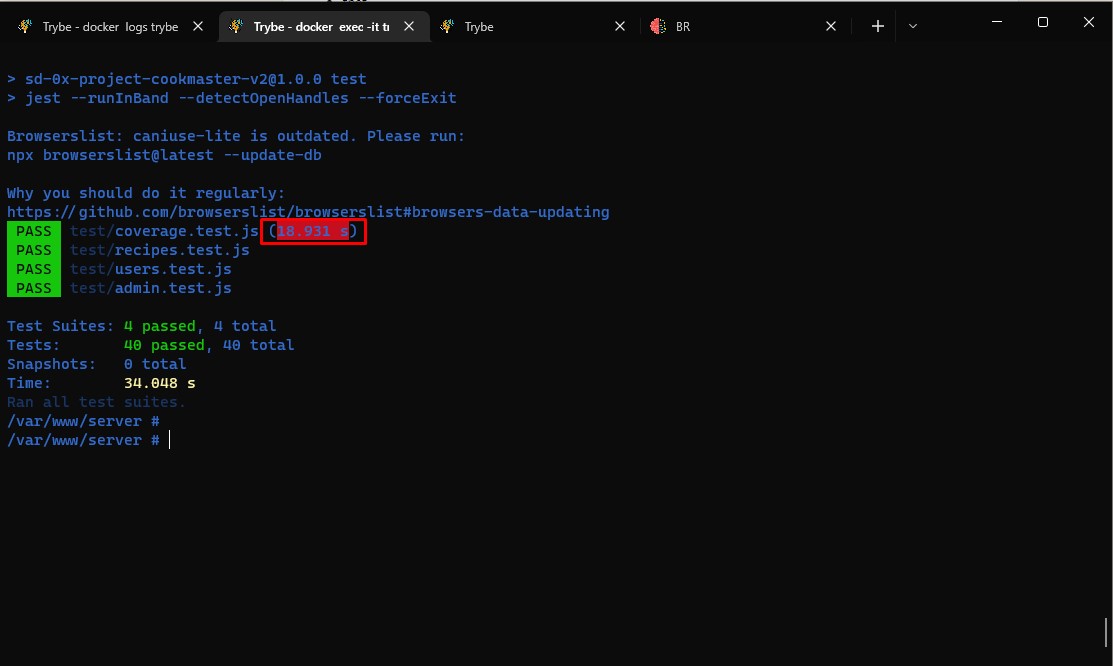 Trybe - docker  logs trybe
Trybe - docker  exec -it tr
Trybe
BR
> sd-0x-project-cookmaster-v2@1.0.0 test
> jest --runInBand --detectOpenHandles --forceExit
Browserslist: caniuse-lite is outdated. Please run:
npx browserslist@latest --update-db
Why you should do it regularly:
https://github.com/browserslist/browserslist#browsers-data-updating
PASS test/coverage.test.js (18.931 s)
PASS test/recipes.test.js
PASS test/users.test.js
PASS test/admin.test.js
Test Suites: 4 passed, 4 total
Tests:       40 passed, 40 total
Snapshots:   0 total
Time:        34.048 s
Ran all test suites.
/var/www/server #
/var/www/server #